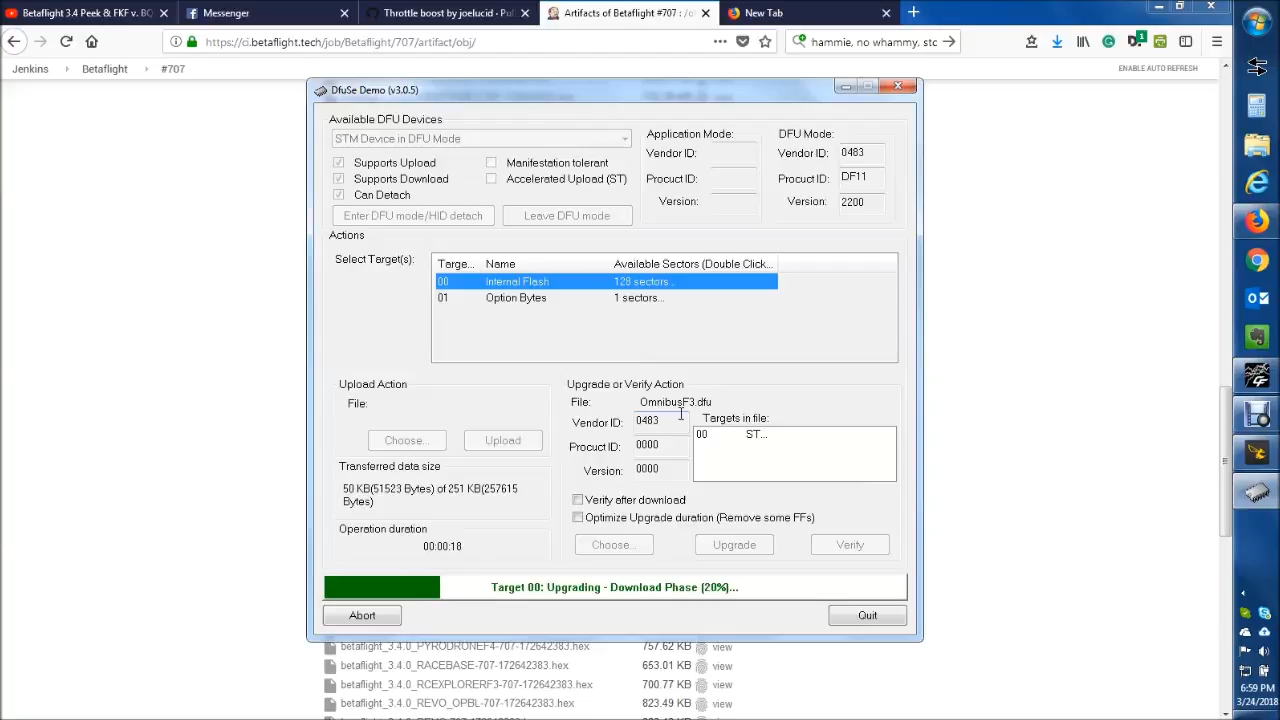 Betaflight 3.4 Peek & FKF v. BQ
Messenger
Throttle boost by joelucid · Pul
Artifacts of Betaflight #707 : /o
New Tab
https://ci.betaflight.tech/job/Betaflight/707/artifact/obj/
hammie, no whammy, stc
Jenkins
Betaflight
#707
ENABLE AUTO REFRESH
DfuSe Demo (v3.0.5)
Available DFU Devices
STM Device in DFU Mode
Supports Upload
Manifestation tolerant
Supports Download
Accelerated Upload (ST)
Can Detach
Enter DFU mode/HID detach
Leave DFU mode
Application Mode:
Vendor ID:
Procuct ID:
Version:
DFU Mode:
Vendor ID: 0483
Procuct ID: DF11
Version: 2200
Actions
Select Target(s):
Targe... Name Available Sectors (Double Click...
00 Internal Flash 128 sectors...
01 Option Bytes 1 sectors...
Upload Action
File:
Choose...
Upload
Transferred data size
50 KB(51523 Bytes) of 251 KB(257615
Bytes)
Operation duration
00:00:18
Upgrade or Verify Action
File: OmnibusF3.dfu
Vendor ID: 0483
Procuct ID: 0000
Version: 0000
Targets in file:
00 ST...
Verify after download
Optimize Upgrade duration (Remove some FFs)
Choose...
Upgrade
Verify
Target 00: Upgrading - Download Phase (20%)...
Abort
Quit
betaflight_3.4.0_PYRODRONEF4-707-172642383.hex 757.62 KB view
betaflight_3.4.0_RACEBASE-707-172642383.hex 653.01 KB view
betaflight_3.4.0_RCEXPLORERF3-707-172642383.hex 700.77 KB view
betaflight_3.4.0_REVO_OPBL-707-172642383.hex 823.49 KB view
6:59 PM
3/24/2018